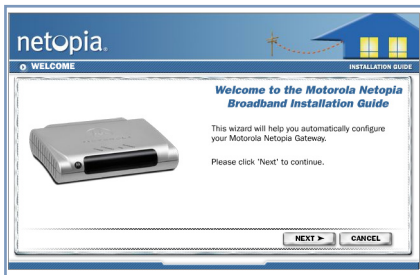 netopia.
WELCOME
INSTALLATION GUIDE
Welcome to the Motorola Netopia
Broadband Installation Guide
This wizard will help you automatically configure
your Motorola Netopia Gateway.
Please click 'Next' to continue.
NEXT
CANCEL